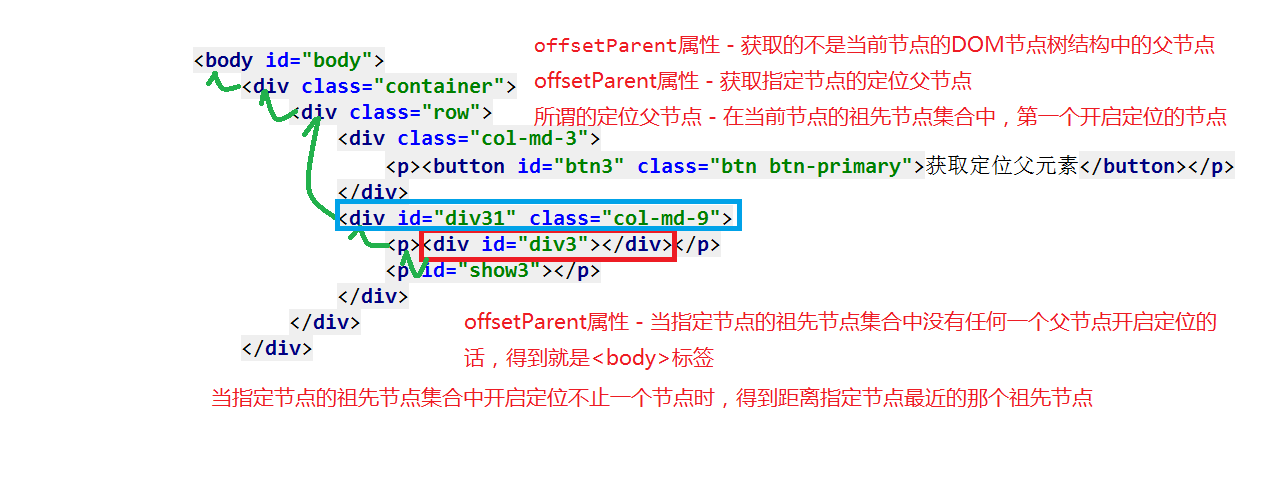 offsetParent属性 - 获取的不是当前节点的DOM节点树结构中的父节点
<body id="body">
offsetParent属性 - 获取指定节点的定位父节点
<div class="container">
所谓的定位父节点 - 在当前节点的祖先节点集合中，第一个开启定位的节点
<div class="row">
<div class="col-md-3">
<p><button id="btn3" class="btn btn-primary">获取定位父元素</button></p>
</div>
<div id="div31" class="col-md-9">
<p><div id="div3"></div></p>
<p id="show3"></p>
</div>
</div>
</div>
offsetParent属性 - 当指定节点的祖先节点集合中没有任何一个父节点开启定位的
话，得到就是<body>标签
当指定节点的祖先节点集合中开启定位不止一个节点时，得到距离指定节点最近的那个祖先节点